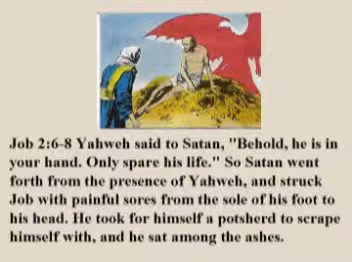 Job 2:6-8 Yahweh said to Satan, "Behold, he is in
your hand. Only spare his life." So Satan went
forth from the presence of Yahweh, and struck
Job with painful sores from the sole of his foot to
his head. He took for himself a potsherd to scrape
himself with, and he sat among the ashes.